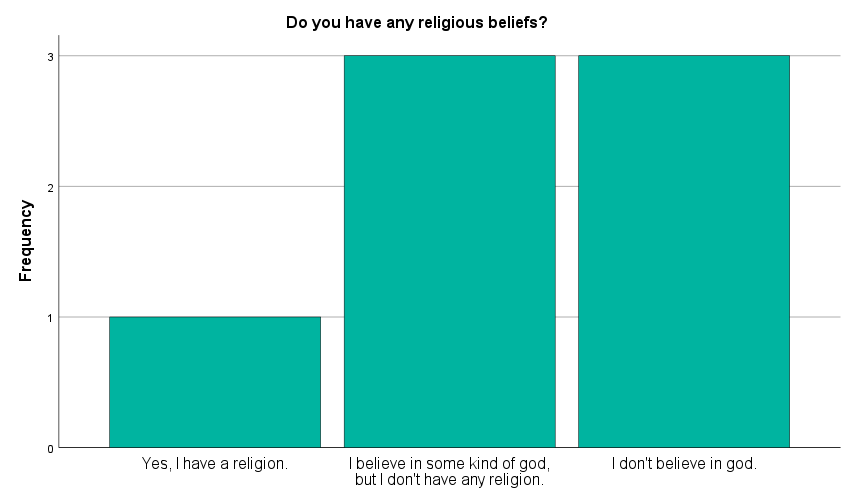 Do you have any religious beliefs?
3
2
1
0
Frequency
Yes, I have a religion.
I believe in some kind of god,
but I don't have any religion.
I don't believe in god.